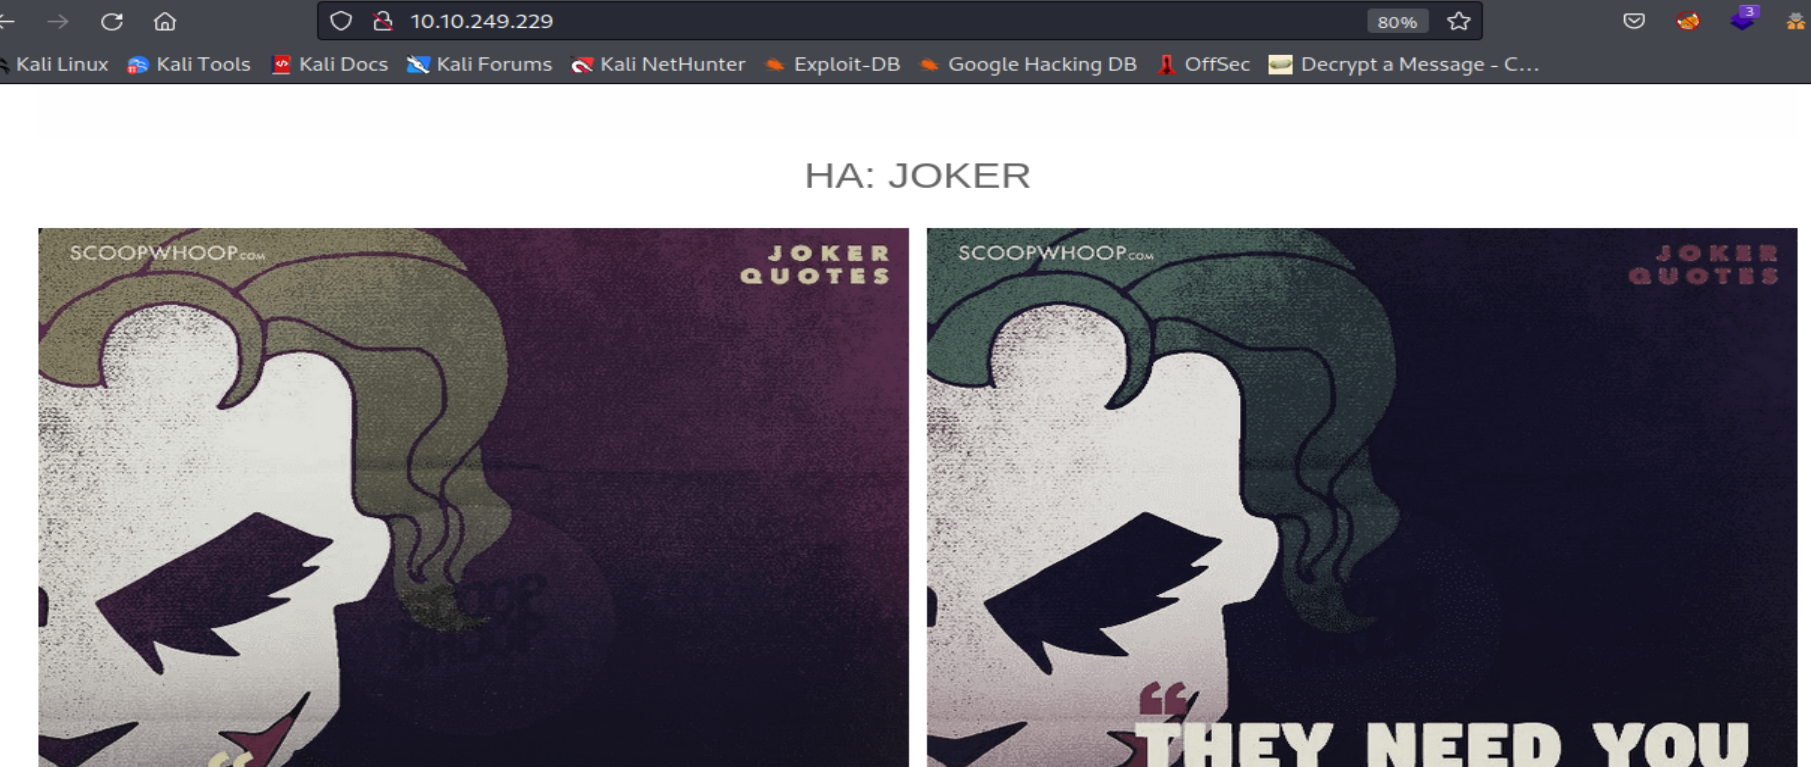 10.10.249.229
80%
3
Kali Linux
Kali Tools
Kali Docs
Kali Forums
Kali NetHunter
Exploit-DB
Google Hacking DB
OffSec
Decrypt a Message - C...
HA: JOKER
SCOOPWHOOP.COM
JOKER
QUOTES
SCOOPWHOOP.COM
JOKER
QUOTES
“
“
THEY NEED YOU